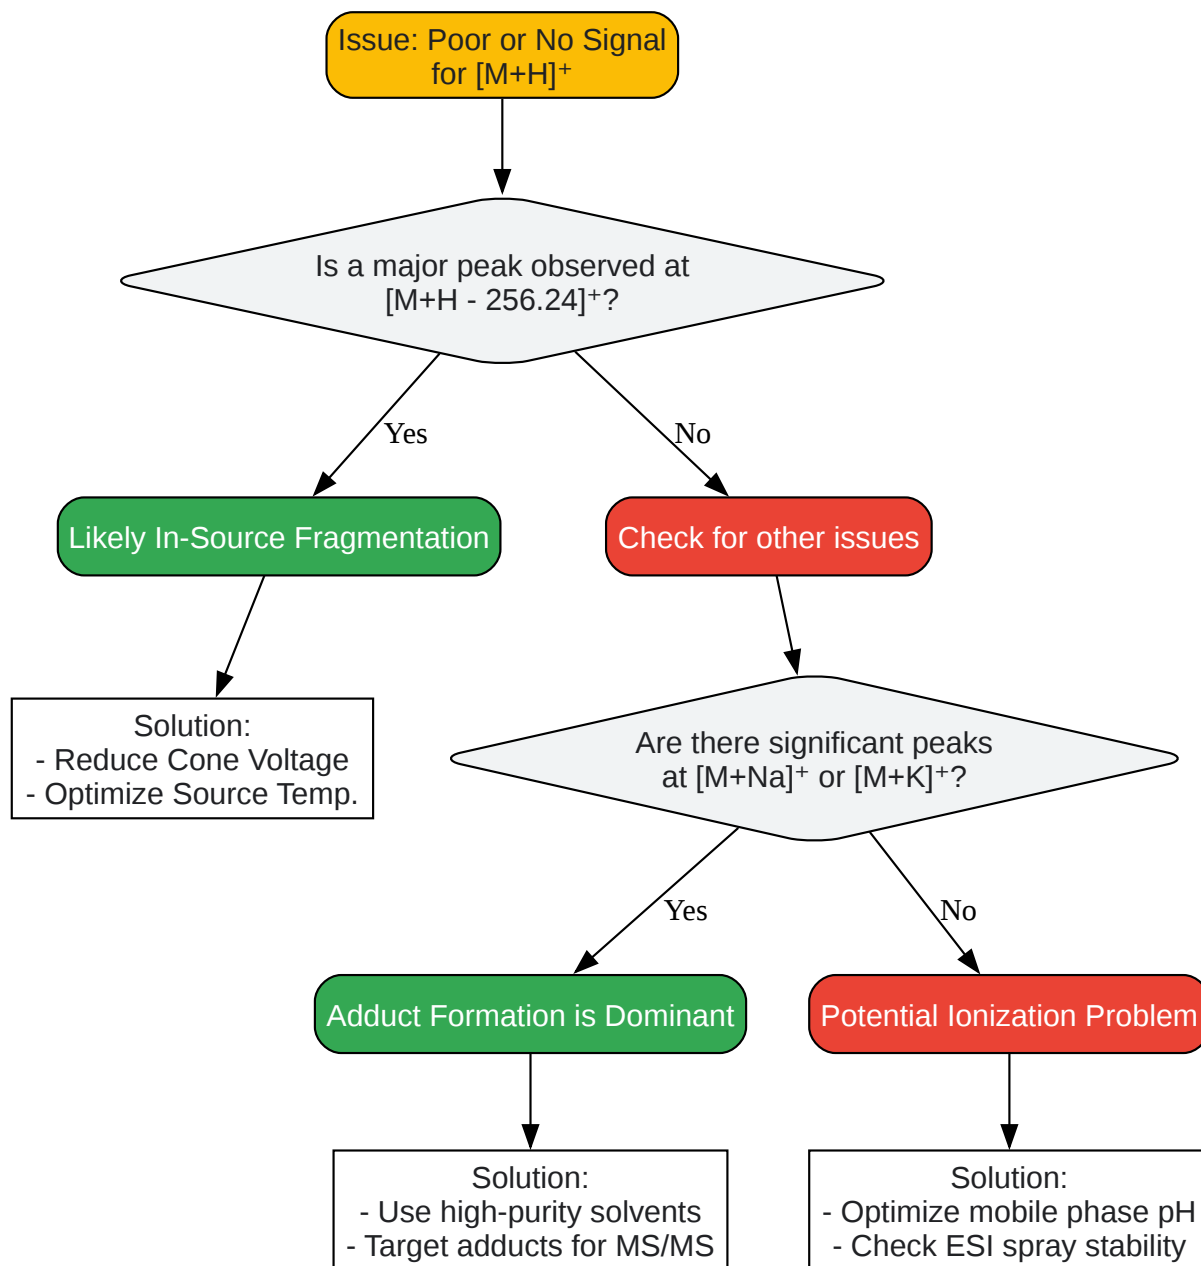 Issue: Poor or No Signal
for [M+H]⁺
Is a major peak observed at
[M+H - 256.24]⁺?
Yes
No
Likely In-Source Fragmentation
Check for other issues
Solution:
- Reduce Cone Voltage
- Optimize Source Temp.
Are there significant peaks
at [M+Na]⁺ or [M+K]⁺?
Yes
No
Adduct Formation is Dominant
Potential Ionization Problem
Solution:
- Use high-purity solvents
- Target adducts for MS/MS
Solution:
- Optimize mobile phase pH
- Check ESI spray stability